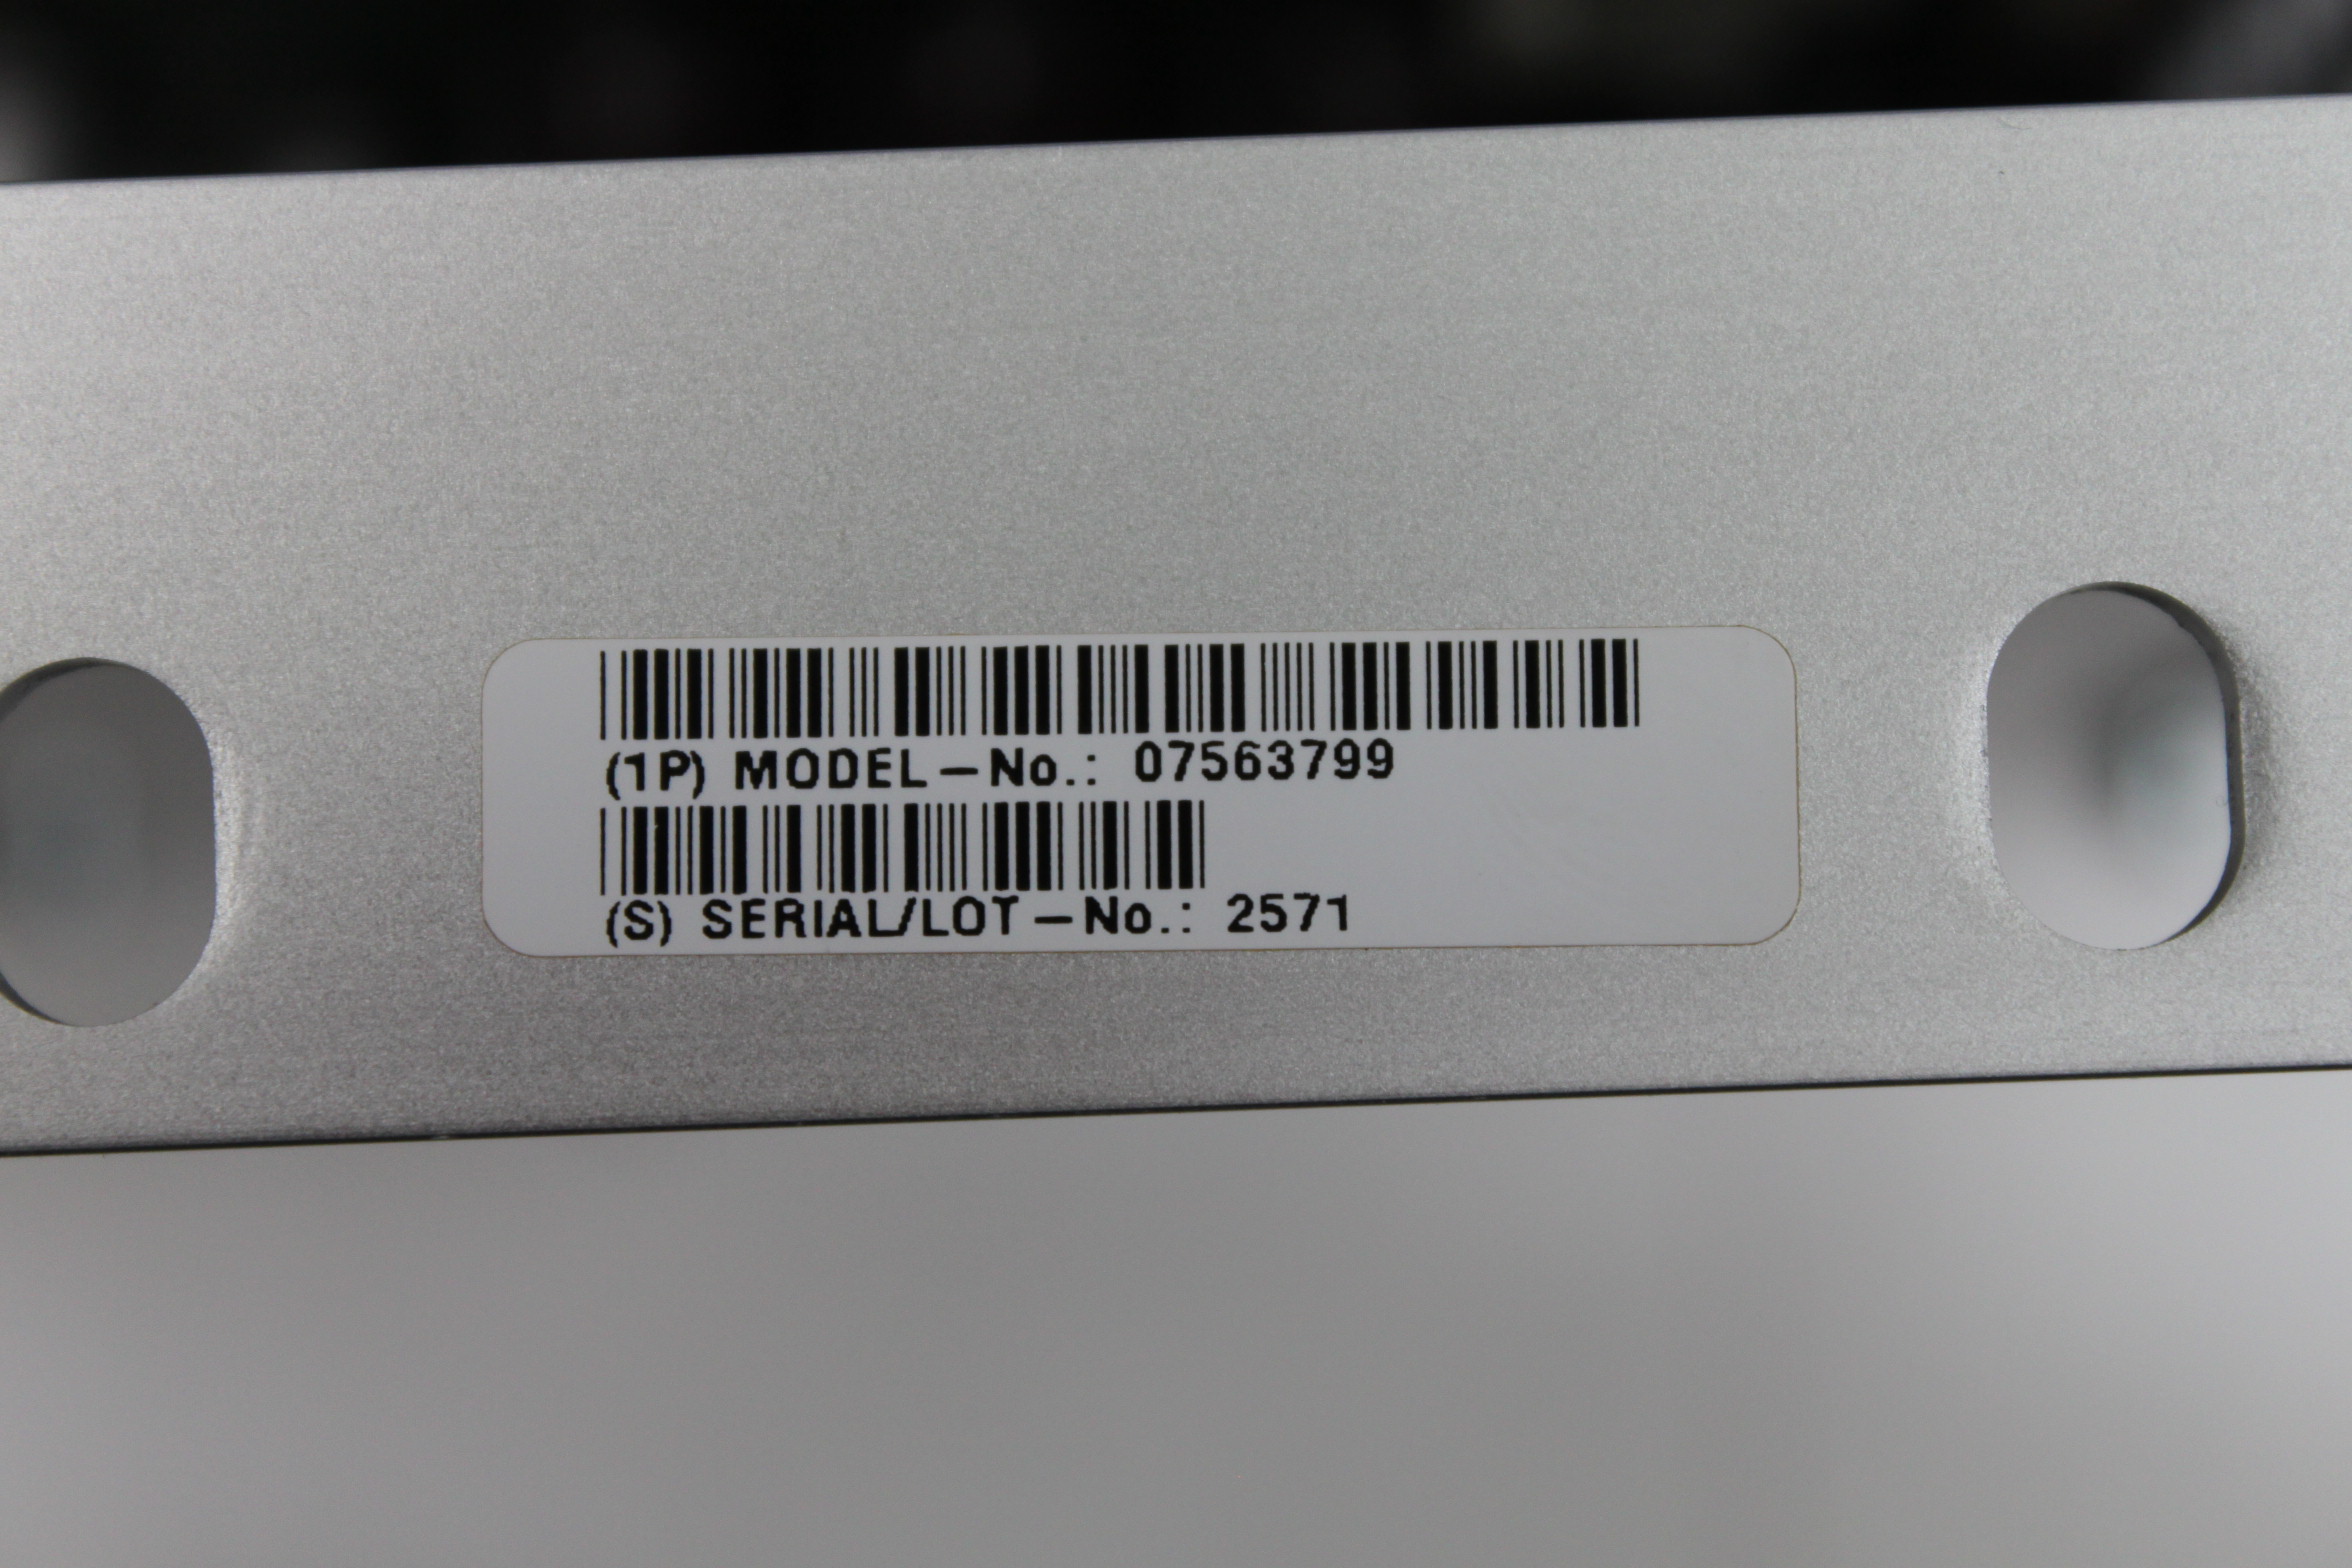 (1P) MODEL-No.: 07563799
(S) SERIAL/LOT-No.: 2571